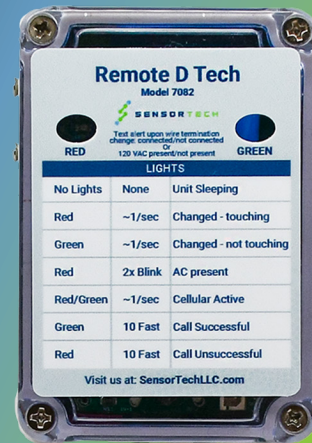 Remote D Tech
Model 7082
SENSORTECH
Text alert upon wire termination
change: connected/not connected
Or
120 VAC present/not present
RED
GREEN
LIGHTS
No Lights None Unit Sleeping
Red ~1/sec Changed - touching
Green ~1/sec Changed - not touching
Red 2x Blink AC present
Red/Green ~1/sec Cellular Active
Green 10 Fast Call Successful
Red 10 Fast Call Unsuccessful
Visit us at: SensorTechLLC.com